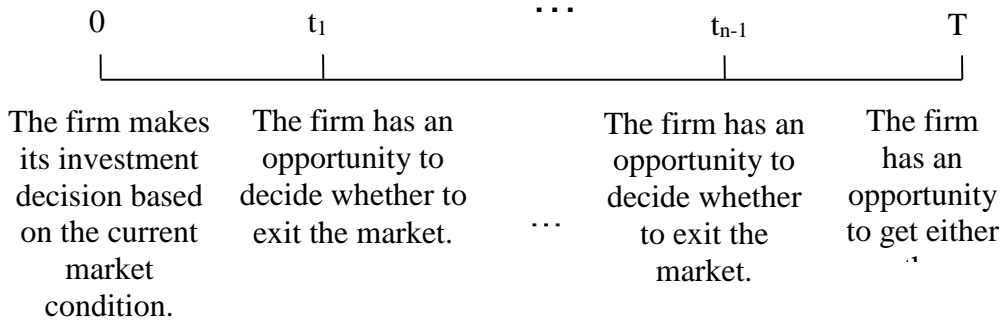 ...
0 t1 tn-1 T
The firm makes
its investment
decision based
on the current
market
condition.
The firm has an
opportunity to
decide whether to
exit the market.
...
The firm has an
opportunity to
decide whether
to exit the
market.
The firm
has an
opportunity
to get either